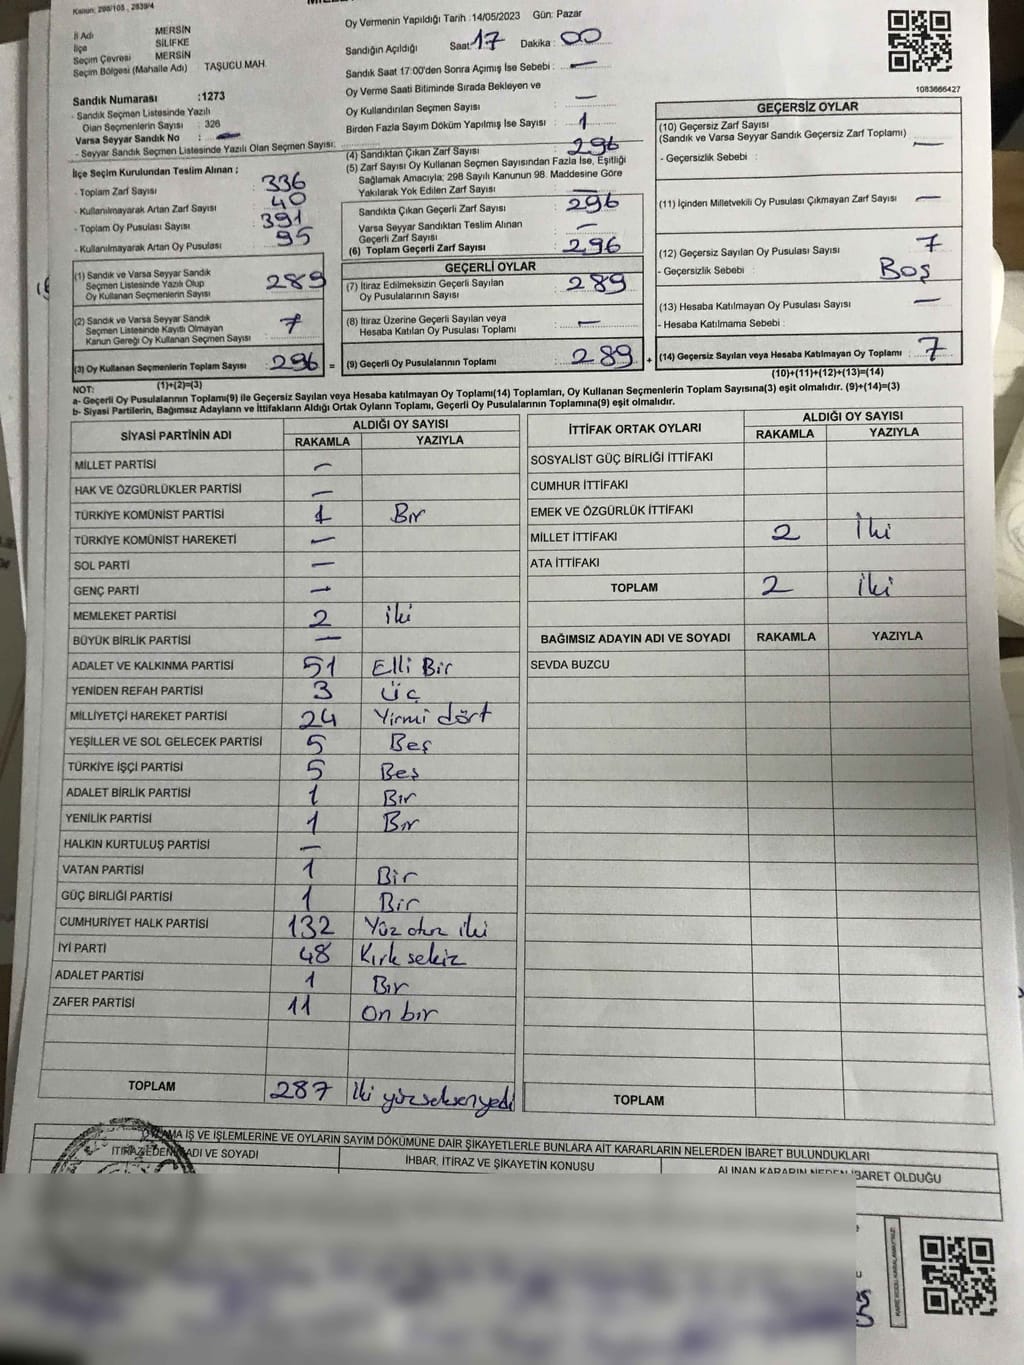 Kanun: 298/105, 2839/4
İl Adı MERSİN
İlçe SİLİFKE
Seçim Çevresi MERSİN
Seçim Bölgesi (Mahalle Adı) TAŞUCU MAH.
Sandık Numarası :1273
- Sandık Seçmen Listesinde Yazılı
Olan Seçmenlerin Sayısı : 326
Varsa Seyyar Sandık No : —
- Seyyar Sandık Seçmen Listesinde Yazılı Olan Seçmen Sayısı:
İlçe Seçim Kurulundan Teslim Alınan ;
- Toplam Zarf Sayısı 336
- Kullanılmayarak Artan Zarf Sayısı 40
- Toplam Oy Pusulası Sayısı 391
- Kullanılmayarak Artan Oy Pusulası 95
(1) Sandık ve Varsa Seyyar Sandık
Seçmen Listesinde Yazılı Olup
Oy Kullanan Seçmenlerin Sayısı 289
(2) Sandık ve Varsa Seyyar Sandık
Seçmen Listesinde Kayıtlı Olmayan
Kanun Gereği Oy Kullanan Seçmen Sayısı : 7
(3) Oy Kullanan Seçmenlerin Toplam Sayısı : 296 =
(1)+(2)=(3)
Oy Vermenin Yapıldığı Tarih :14/05/2023 Gün: Pazar
Sandığın Açıldığı Saat: 17 Dakika : 00
Sandık Saat 17:00'den Sonra Açımış İse Sebebi : —
Oy Verme Saati Bitiminde Sırada Bekleyen ve
Oy Kullandırılan Seçmen Sayısı : —
Birden Fazla Sayım Döküm Yapılmış İse Sayısı : 1
(4) Sandıktan Çıkan Zarf Sayısı : 296
(5) Zarf Sayısı Oy Kullanan Seçmen Sayısından Fazla İse, Eşitliği
Sağlamak Amacıyla; 298 Sayılı Kanunun 98. Maddesine Göre
Yakılarak Yok Edilen Zarf Sayısı : —
Sandıkta Çıkan Geçerli Zarf Sayısı : 296
Varsa Seyyar Sandıktan Teslim Alınan
Geçerli Zarf Sayısı : —
(6) Toplam Geçerli Zarf Sayısı : 296
GEÇERLİ OYLAR
(7) İtiraz Edilmeksizin Geçerli Sayılan
Oy Pusulalarının Sayısı : 289
(8) İtiraz Üzerine Geçerli Sayılan veya
Hesaba Katılan Oy Pusulası Toplamı : —
(9) Geçerli Oy Pusulalarının Toplamı : 289 +
1083666427
GEÇERSİZ OYLAR
(10) Geçersiz Zarf Sayısı
(Sandık ve Varsa Seyyar Sandık Geçersiz Zarf Toplamı) : —
- Geçersizlik Sebebi :
(11) İçinden Milletvekili Oy Pusulası Çıkmayan Zarf Sayısı : —
(12) Geçersiz Sayılan Oy Pusulası Sayısı : 7
- Geçersizlik Sebebi : Boş
(13) Hesaba Katılmayan Oy Pusulası Sayısı : —
- Hesaba Katılmama Sebebi :
(14) Geçersiz Sayılan veya Hesaba Katılmayan Oy Toplamı : 7
(10)+(11)+(12)+(13)=(14)
NOT:
a- Geçerli Oy Pusulalarının Toplamı(9) ile Geçersiz Sayılan veya Hesaba katılmayan Oy Toplamı(14) Toplamları, Oy Kullanan Seçmenlerin Toplam Sayısına(3) eşit olmalıdır. (9)+(14)=(3)
b- Siyasi Partilerin, Bağımsız Adayların ve İttifakların Aldığı Ortak Oyların Toplamı, Geçerli Oy Pusulalarının Toplamına(9) eşit olmalıdır.
SİYASİ PARTİNİN ADI ALDIĞI OY SAYISI
RAKAMLA YAZIYLA
MİLLET PARTİSİ —
HAK VE ÖZGÜRLÜKLER PARTİSİ —
TÜRKİYE KOMÜNİST PARTİSİ 1 Bir
TÜRKİYE KOMÜNİST HAREKETİ —
SOL PARTİ —
GENÇ PARTİ —
MEMLEKET PARTİSİ 2 iki
BÜYÜK BİRLİK PARTİSİ —
ADALET VE KALKINMA PARTİSİ 51 Elli Bir
YENİDEN REFAH PARTİSİ 3 üç
MİLLİYETÇİ HAREKET PARTİSİ 24 Yirmi dört
YEŞİLLER VE SOL GELECEK PARTİSİ 5 Beş
TÜRKİYE İŞÇİ PARTİSİ 5 Beş
ADALET BİRLİK PARTİSİ 1 Bir
YENİLİK PARTİSİ 1 Bir
HALKIN KURTULUŞ PARTİSİ —
VATAN PARTİSİ 1 Bir
GÜÇ BİRLİĞİ PARTİSİ 1 Bir
CUMHURİYET HALK PARTİSİ 132 Yüz otuz iki
İYİ PARTİ 48 Kırk sekiz
ADALET PARTİSİ 1 Bir
ZAFER PARTİSİ 11 On bir
TOPLAM 287 İki yüz seksen yedi
İTTİFAK ORTAK OYLARI ALDIĞI OY SAYISI
RAKAMLA YAZIYLA
SOSYALİST GÜÇ BİRLİĞİ İTTİFAKI
CUMHUR İTTİFAKI
EMEK VE ÖZGÜRLÜK İTTİFAKI
MİLLET İTTİFAKI 2 İki
ATA İTTİFAKI
TOPLAM 2 iki
BAĞIMSIZ ADAYIN ADI VE SOYADI RAKAMLA YAZIYLA
SEVDA BUZCU
TOPLAM
İŞ VE İŞLEMLERİNE VE OYLARIN SAYIM DÖKÜMÜNE DAİR ŞİKAYETLERLE BUNLARA AİT KARARLARIN NELERDEN İBARET BULUNDUKLARI
İTİRAZ EDEN ADI VE SOYADI İHBAR, İTİRAZ VE ŞİKAYETİN KONUSU ALINAN KARARIN NEDEN İBARET OLDUĞU